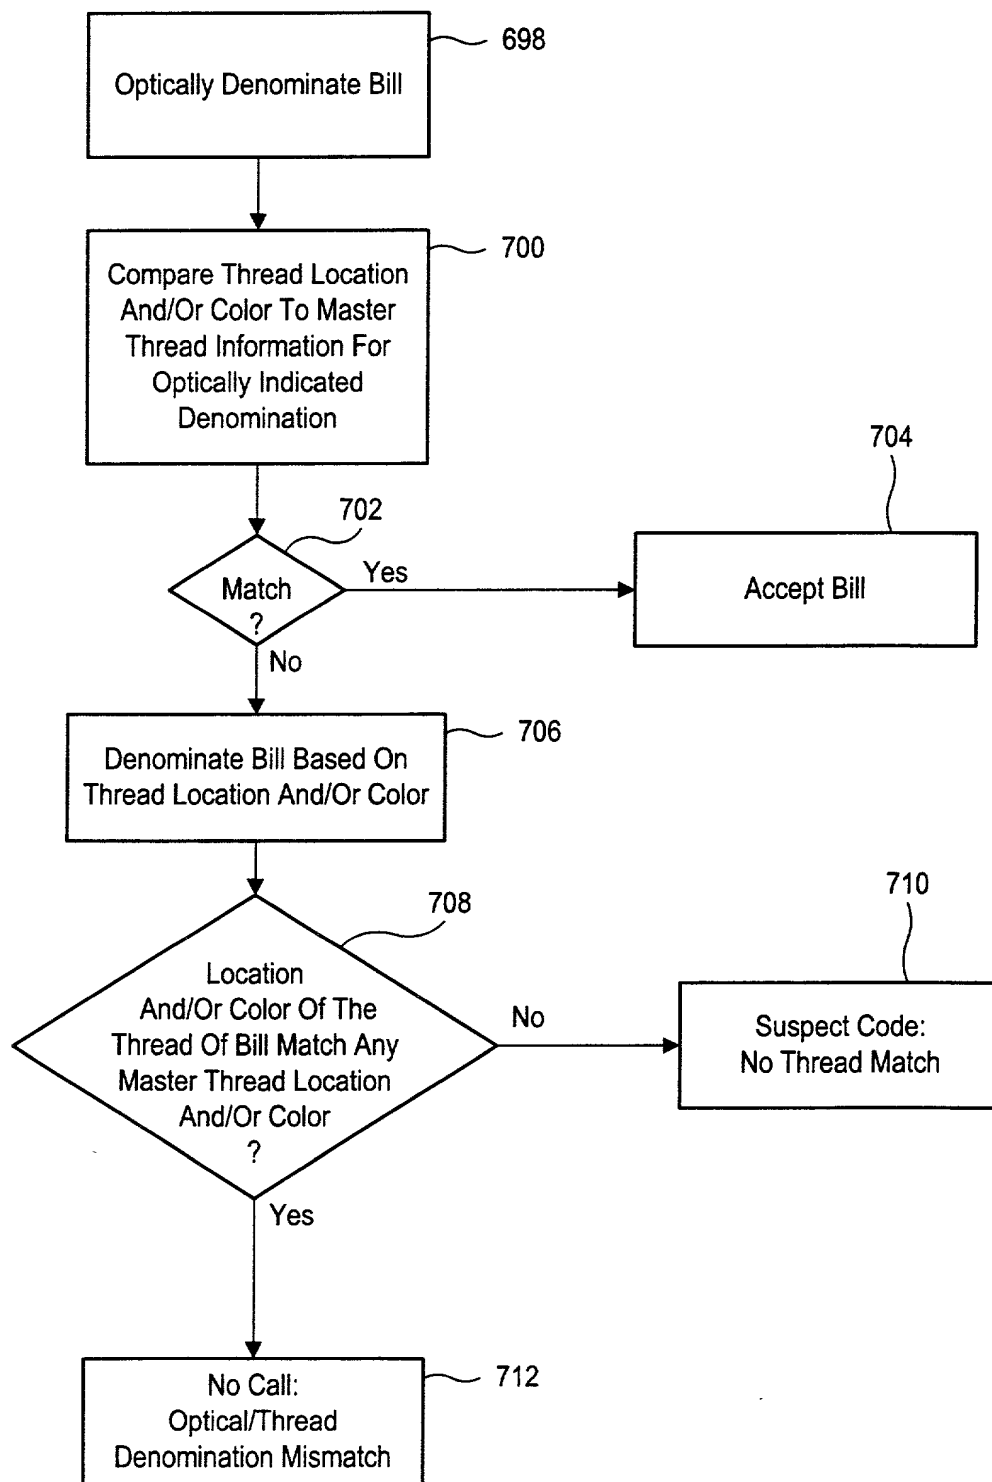 698
Optically Denominate Bill
700
Compare Thread Location
And/Or Color To Master
Thread Information For
Optically Indicated
Denomination
702
704
Match
?
Yes
Accept Bill
No
706
Denominate Bill Based On
Thread Location And/Or Color
708
710
Location
And/Or Color Of The
Thread Of Bill Match Any
Master Thread Location
And/Or Color
?
No
Suspect Code:
No Thread Match
Yes
712
No Call:
Optical/Thread
Denomination Mismatch